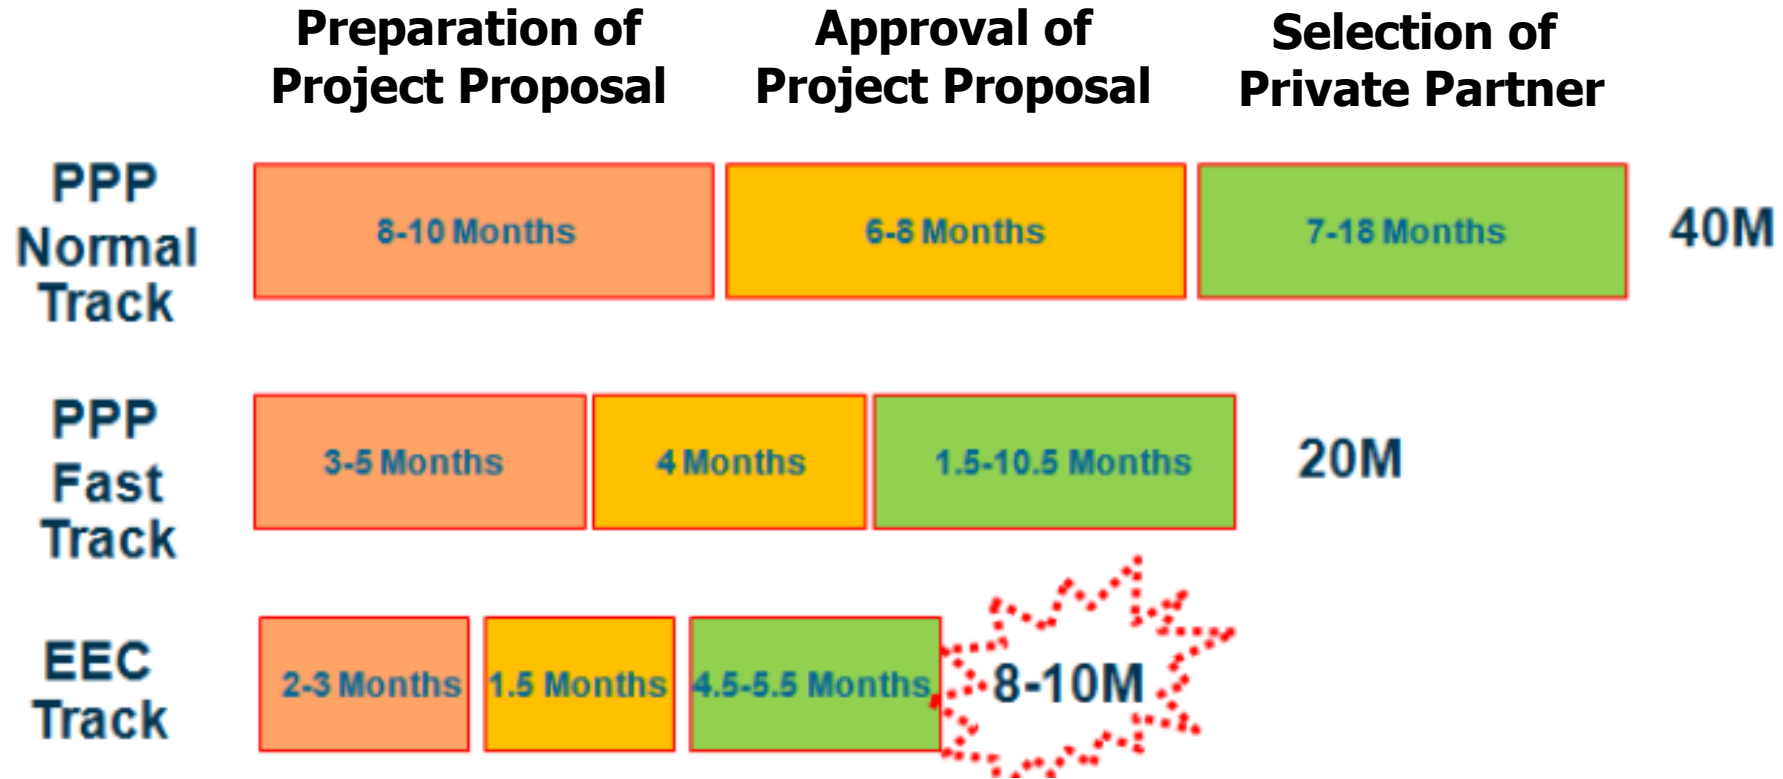 Preparation of
Project Proposal
Approval of
Project Proposal
Selection of
Private Partner
PPP
Normal
Track
8-10 Months
6-8 Months
7-18 Months
40M
PPP
Fast
Track
3-5 Months
4 Months
1.5-10.5 Months
20M
EEC
Track
2-3 Months
1.5 Months
4.5-5.5 Months
8-10M